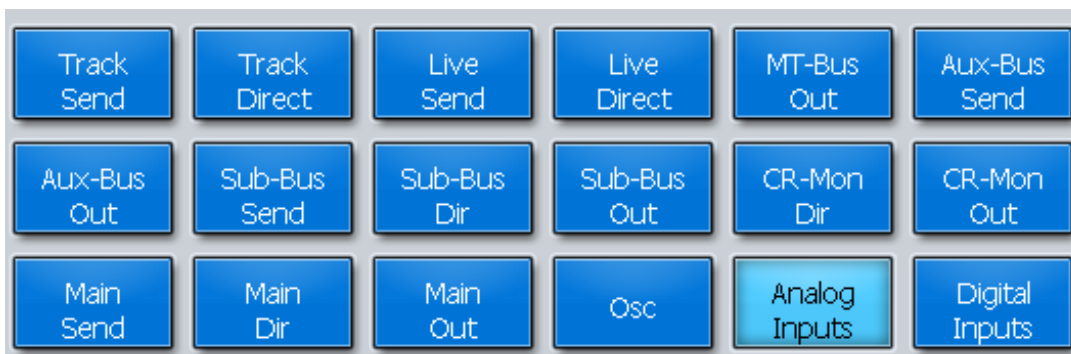 Track
Send
Track
Direct
Live
Send
Live
Direct
MT-Bus
Out
Aux-Bus
Send
Aux-Bus
Out
Sub-Bus
Send
Sub-Bus
Dir
Sub-Bus
Out
CR-Mon
Dir
CR-Mon
Out
Main
Send
Main
Dir
Main
Out
Osc
Analog
Inputs
Digital
Inputs